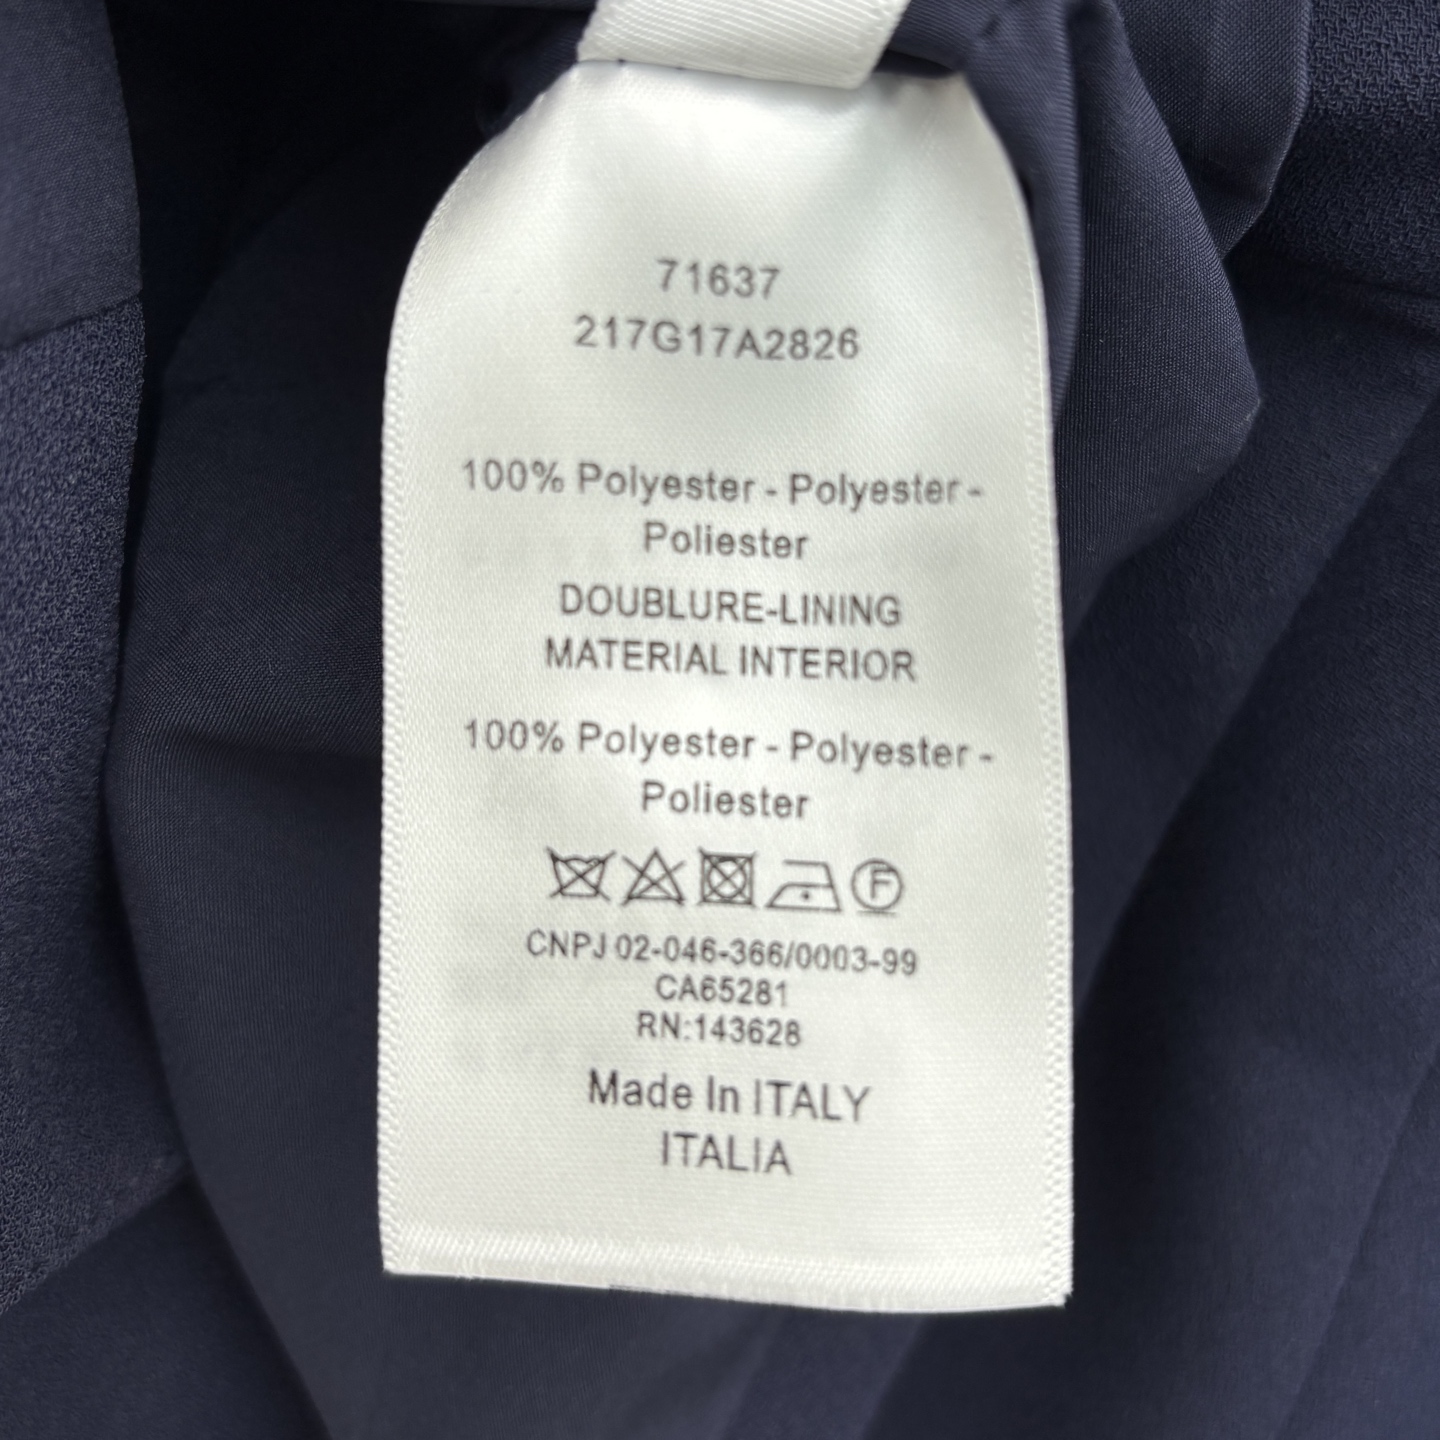 71637
217G17A2826
100% Polyester - Polyester -
Poliester
DOUBLURE-LINING
MATERIAL INTERIOR
100% Polyester - Polyester -
Poliester
F
CNPJ 02-046-366/0003-99
CA65281
RN:143628
Made In ITALY
ITALIA